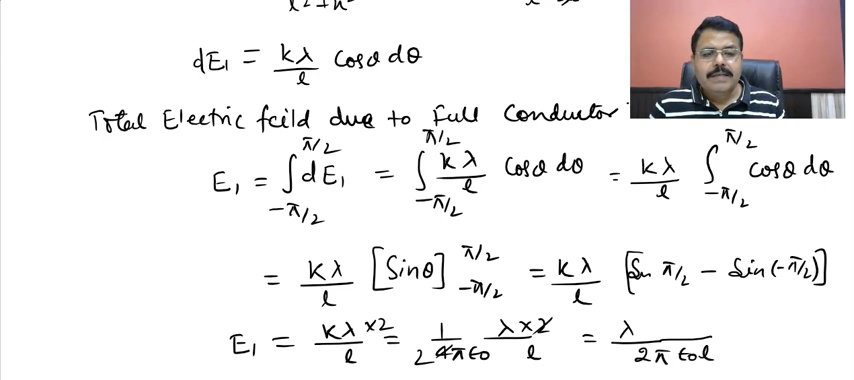 dE₁ = Kλ/l Cosθ dθ
Total Electric feild due to Full Conductor
E₁ = ∫_{-π/2}^{π/2} dE₁ = ∫_{-π/2}^{π/2} Kλ/l Cosθ dθ = Kλ/l ∫_{-π/2}^{π/2} Cosθ dθ
= Kλ/l [Sinθ]_{-π/2}^{π/2} = Kλ/l [Sin π/2 - Sin(-π/2)]
E₁ = Kλ×2/l = 1/2 4π∈0 λ×2/l = λ/2π∈0l